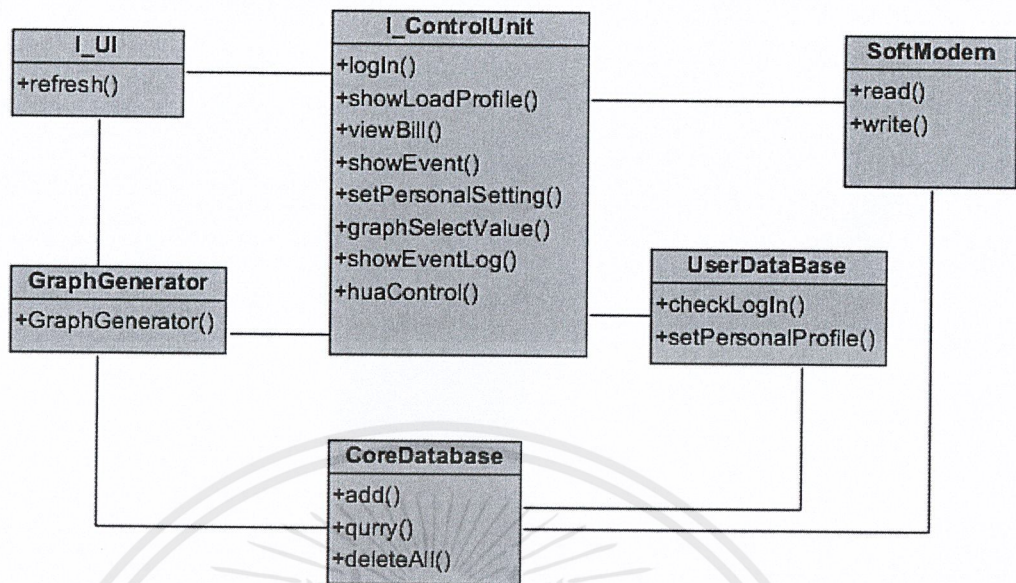 I_UI
+refresh()
I_ControlUnit
+logIn()
+showLoadProfile()
+viewBill()
+showEvent()
+setPersonalSetting()
+graphSelectValue()
+showEventLog()
+huaControl()
SoftModem
+read()
+write()
GraphGenerator
+GraphGenerator()
UserDataBase
+checkLogIn()
+setPersonalProfile()
CoreDatabase
+add()
+qurry()
+deleteAll()